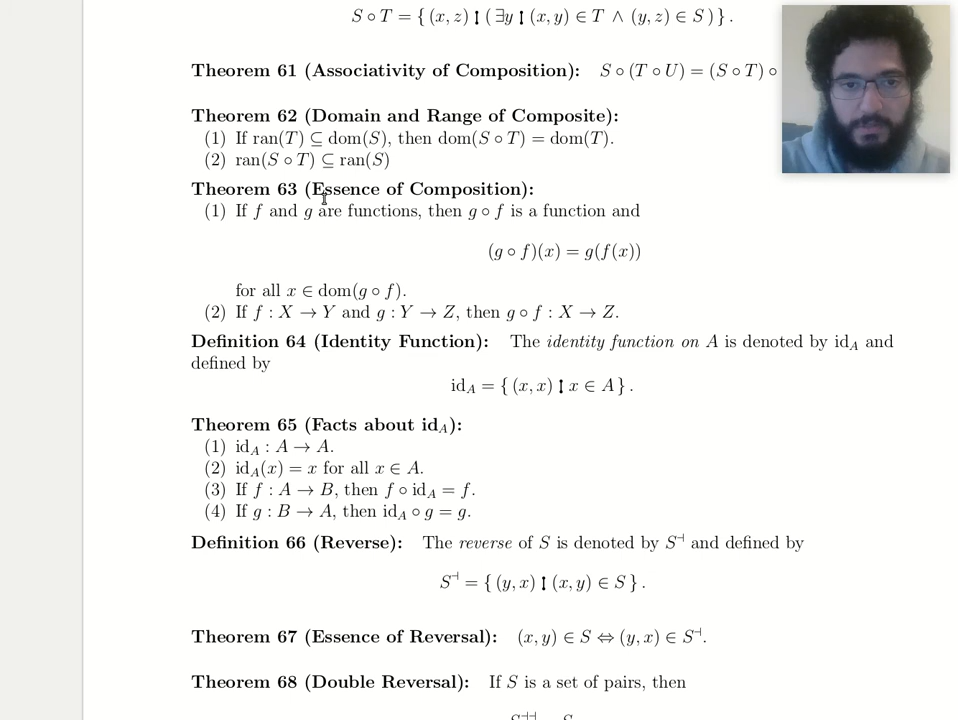 S ∘ T = { (x, z) ⫾ ( ∃y ⫾ (x, y) ∈ T ∧ (y, z) ∈ S ) } .
Theorem 61 (Associativity of Composition): S ∘ (T ∘ U) = (S ∘ T) ∘
Theorem 62 (Domain and Range of Composite):
(1) If ran(T) ⊆ dom(S), then dom(S ∘ T) = dom(T).
(2) ran(S ∘ T) ⊆ ran(S)
Theorem 63 (Essence of Composition):
(1) If f and g are functions, then g ∘ f is a function and
(g ∘ f)(x) = g(f(x))
for all x ∈ dom(g ∘ f).
(2) If f : X → Y and g : Y → Z, then g ∘ f : X → Z.
Definition 64 (Identity Function): The identity function on A is denoted by id_A and
defined by
id_A = { (x, x) ⫾ x ∈ A } .
Theorem 65 (Facts about id_A):
(1) id_A : A → A.
(2) id_A(x) = x for all x ∈ A.
(3) If f : A → B, then f ∘ id_A = f.
(4) If g : B → A, then id_A ∘ g = g.
Definition 66 (Reverse): The reverse of S is denoted by S^⊣ and defined by
S^⊣ = { (y, x) ⫾ (x, y) ∈ S } .
Theorem 67 (Essence of Reversal): (x, y) ∈ S ⇔ (y, x) ∈ S^⊣.
Theorem 68 (Double Reversal): If S is a set of pairs, then